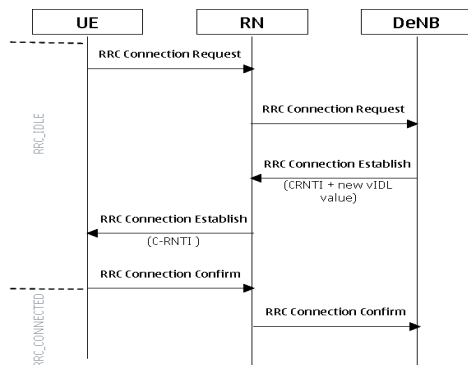 UE
RN
DeNB
RRC Connection Request
RRC Connection Request
RRC Connection Establish
(CRNTI + new vIDL
value)
RRC Connection Establish
(C-RNTI )
RRC Connection Confirm
RRC Connection Confirm
RRC_IDLE
RRC_CONNECTED